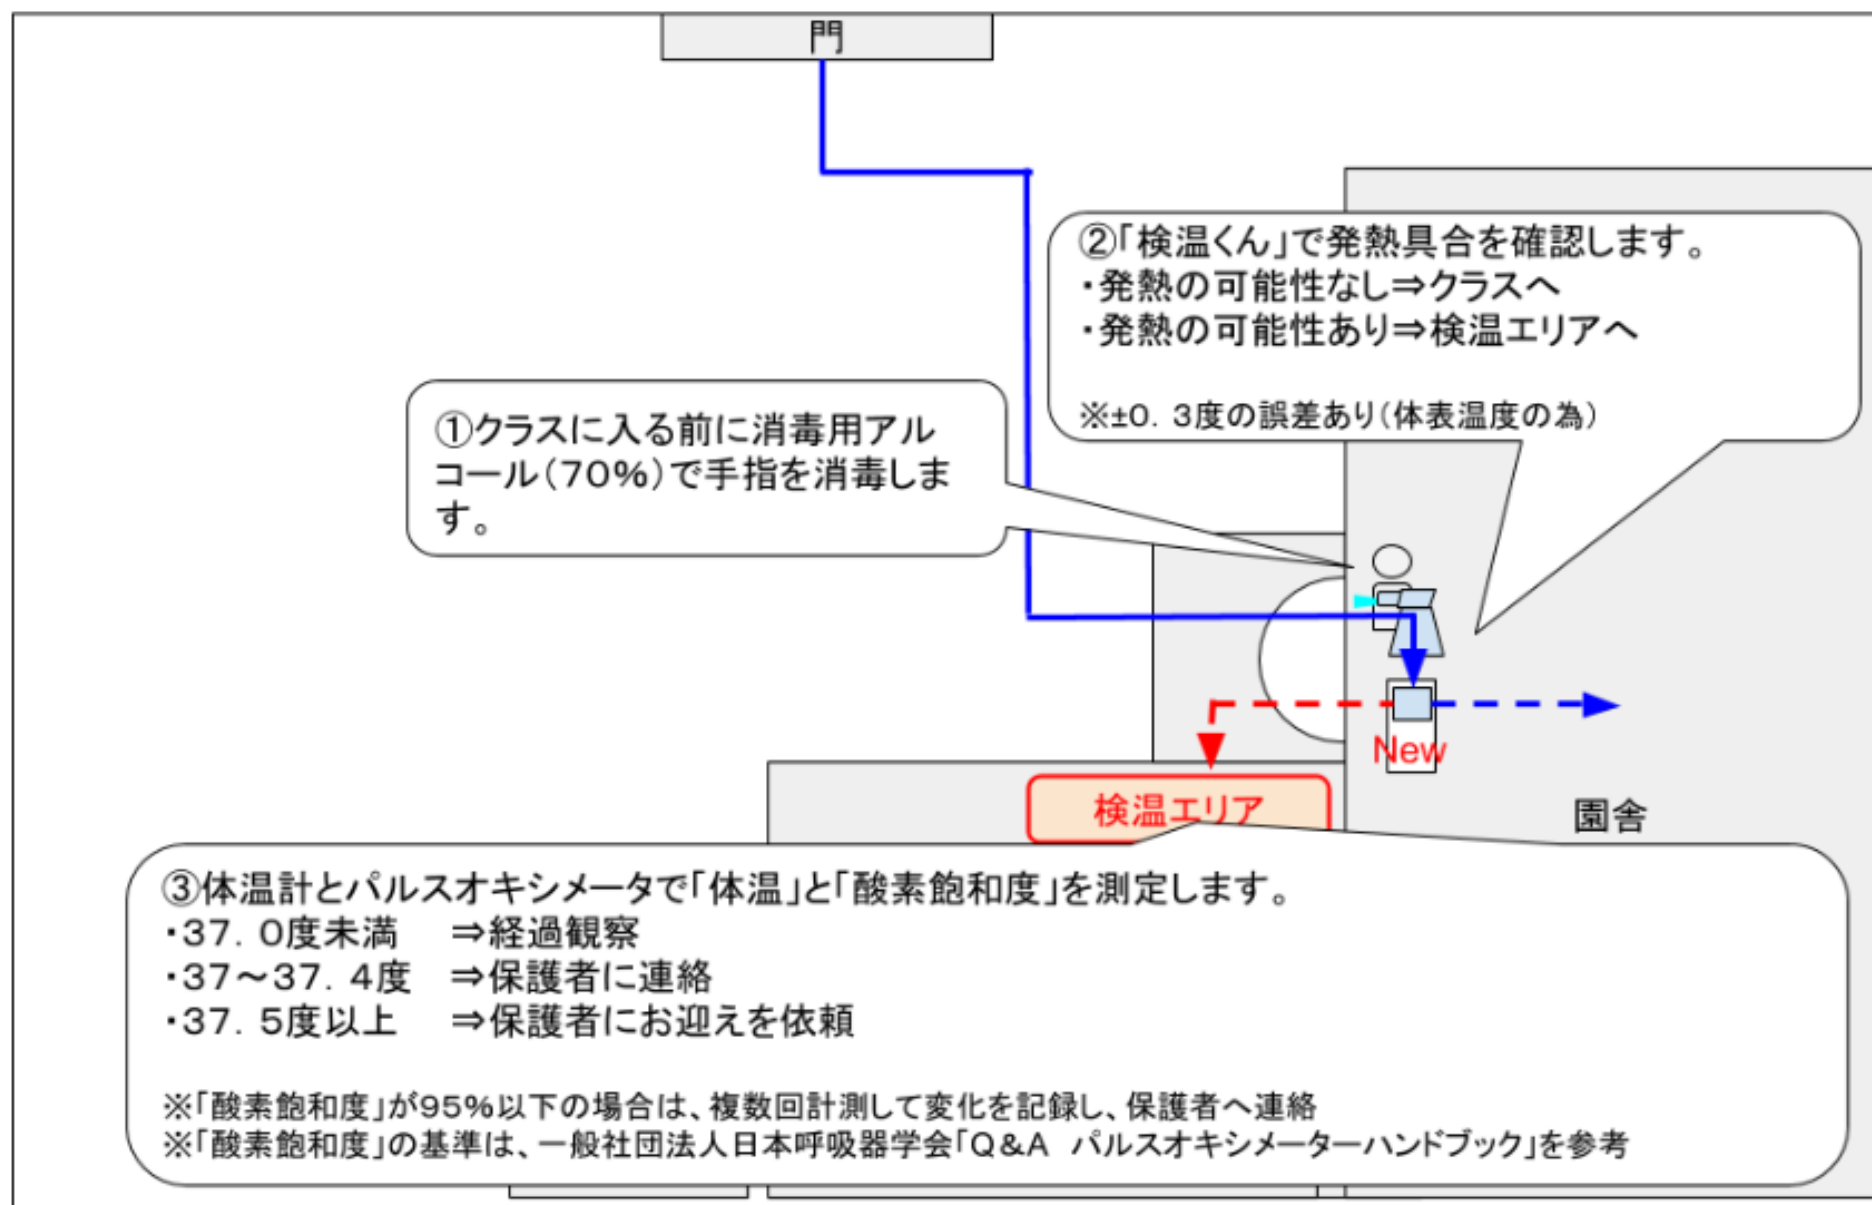 門
②「検温くん」で発熱具合を確認します。
・発熱の可能性なし⇒クラスへ
・発熱の可能性あり⇒検温エリアへ
※±0．3度の誤差あり（体表温度の為）
①クラスに入る前に消毒用アル
コール（70％）で手指を消毒しま
す。
New
検温エリア
園舎
③体温計とパルスオキシメータで「体温」と「酸素飽和度」を測定します。
・37．0度未満　⇒経過観察
・37～37．4度　⇒保護者に連絡
・37．5度以上　⇒保護者にお迎えを依頼
※「酸素飽和度」が95％以下の場合は、複数回計測して変化を記録し、保護者へ連絡
※「酸素飽和度」の基準は、一般社団法人日本呼吸器学会「Q＆A　パルスオキシメーターハンドブック」を参考